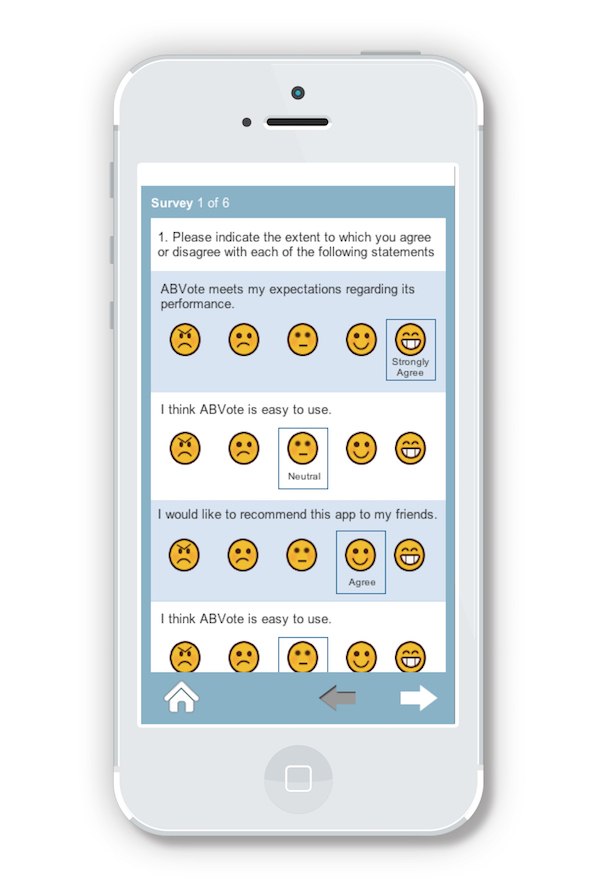 Survey 1 of 6
1. Please indicate the extent to which you agree
or disagree with each of the following statements
ABVote meets my expectations regarding its
performance.
Strongly
Agree
I think ABVote is easy to use.
Neutral
I would like to recommend this app to my friends.
Agree
I think ABVote is easy to use.